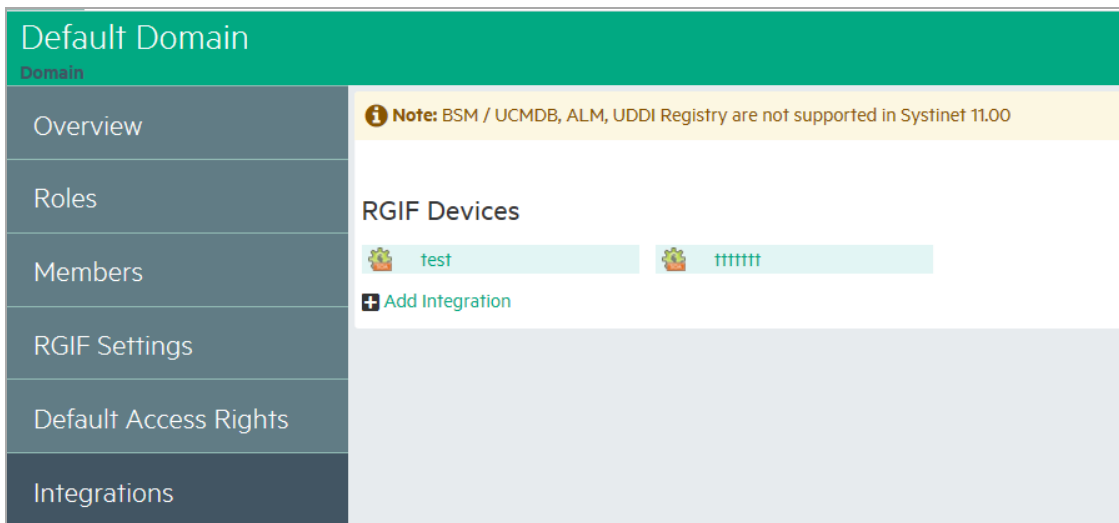 Default Domain
Domain
Overview
Roles
Members
RGIF Settings
Default Access Rights
Integrations
Note: BSM / UCMDB, ALM, UDDI Registry are not supported in Systinet 11.00
RGIF Devices
test
ttttttt
Add Integration